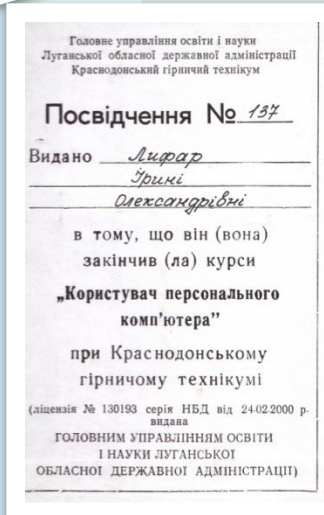 Головне управління освіти і науки
Луганської обласної державної адміністрації
Краснодонський гірничий технікум
Посвідчення № 137
Видано Лифар
Ірині
Олександрівні
в тому, що він (вона)
закінчив (ла) курси
„Користувач персонального
комп'ютера”
при Краснодонському
гірничому технікумі
(ліцензія № 130193 серія НБД від 24.02.2000 р.
видана
ГОЛОВНИМ УПРАВЛІННЯМ ОСВІТИ
І НАУКИ ЛУГАНСЬКОЇ
ОБЛАСНОЇ ДЕРЖАВНОЇ АДМІНІСТРАЦІЇ)